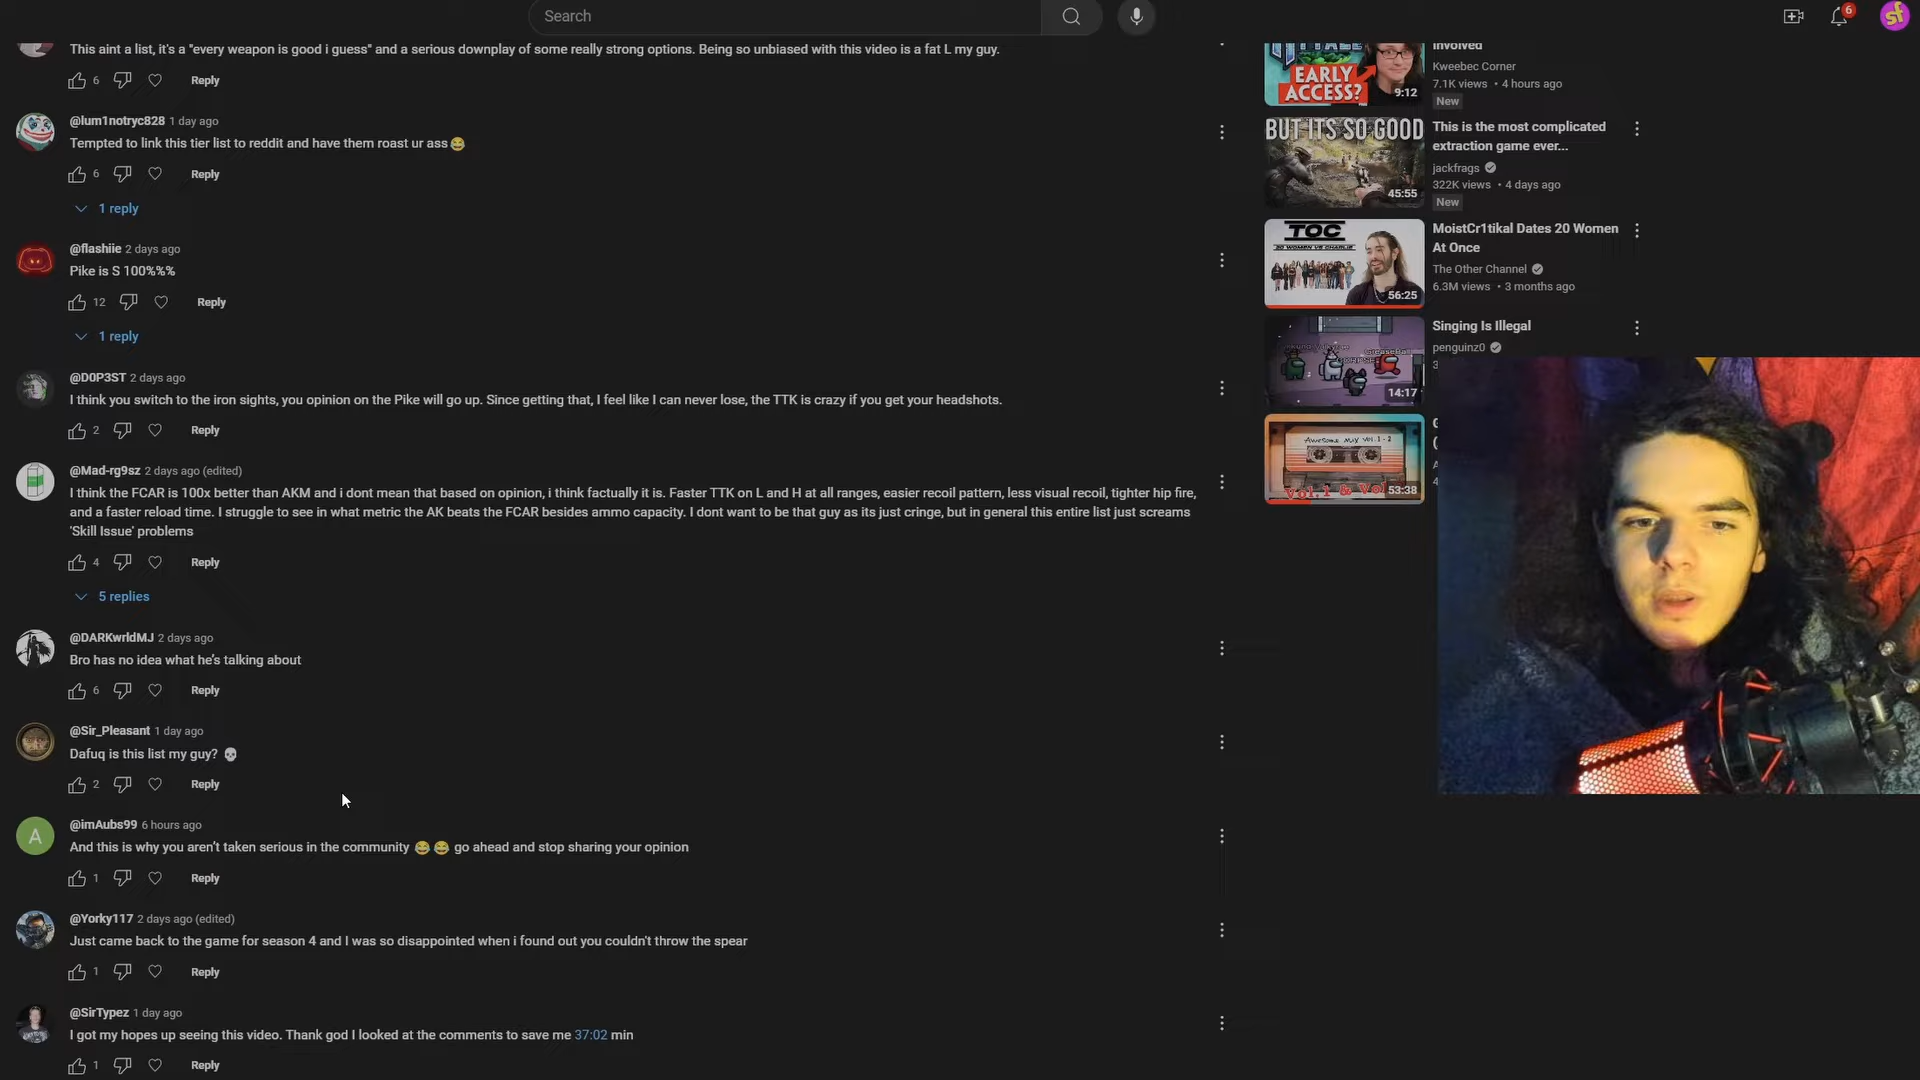 Search
6
sf
This aint a list, it's a "every weapon is good i guess" and a serious downplay of some really strong options. Being so unbiased with this video is a fat L my guy.
6 Reply
@lum1notryc828 1 day ago
Tempted to link this tier list to reddit and have them roast ur ass😂
6 Reply
1 reply
@flashiie 2 days ago
Pike is S 100%%%
12 Reply
1 reply
@D0P3ST 2 days ago
I think you switch to the iron sights, you opinion on the Pike will go up. Since getting that, I feel like I can never lose, the TTK is crazy if you get your headshots.
2 Reply
@Mad-rg9sz 2 days ago (edited)
I think the FCAR is 100x better than AKM and i dont mean that based on opinion, i think factually it is. Faster TTK on L and H at all ranges, easier recoil pattern, less visual recoil, tighter hip fire,
and a faster reload time. I struggle to see in what metric the AK beats the FCAR besides ammo capacity. I dont want to be that guy as its just cringe, but in general this entire list just screams
'Skill Issue' problems
4 Reply
5 replies
@DARKwrldMJ 2 days ago
Bro has no idea what he's talking about
6 Reply
@Sir_Pleasant 1 day ago
Dafuq is this list my guy? 💀
2 Reply
A
@imAubs99 6 hours ago
And this is why you aren't taken serious in the community 😂 😂 go ahead and stop sharing your opinion
1 Reply
@Yorky117 2 days ago (edited)
Just came back to the game for season 4 and I was so disappointed when i found out you couldn't throw the spear
1 Reply
@SirTypez 1 day ago
I got my hopes up seeing this video. Thank god I looked at the comments to save me 37:02 min
1 Reply
EARLY
ACCESS?
9:12
Involved
Kweebec Corner
7.1K views • 4 hours ago
New
BUT ITS SO GOOD
45:55
This is the most complicated
extraction game ever...
jackfrags
322K views • 4 days ago
New
TOC
20 WOMEN VS CHARLIE
56:25
MoistCr1tikal Dates 20 Women
At Once
The Other Channel
6.3M views • 3 months ago
14:17
Singing Is Illegal
penguinz0
3
AWESOME MIX VOL. 1 - 2
Vol.1 & Vol
53:38
G
(
A
4